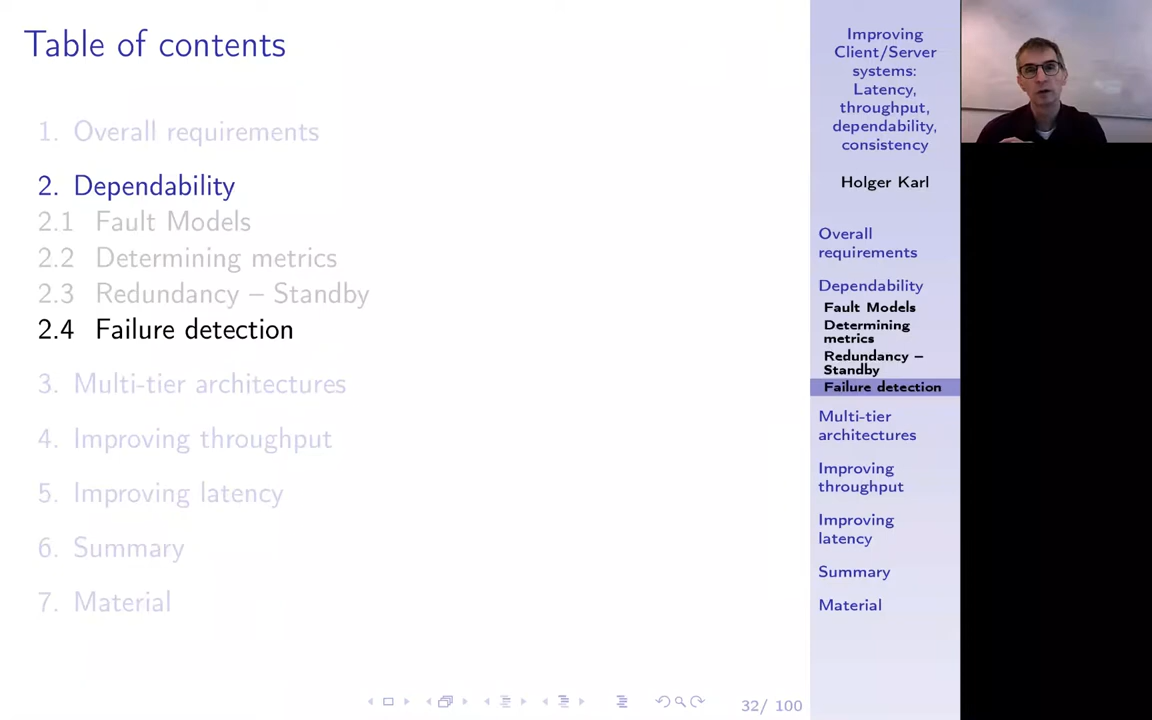 Table of contents
1. Overall requirements
2. Dependability
2.1 Fault Models
2.2 Determining metrics
2.3 Redundancy – Standby
2.4 Failure detection
3. Multi-tier architectures
4. Improving throughput
5. Improving latency
6. Summary
7. Material
32/ 100
Improving
Client/Server
systems:
Latency,
throughput,
dependability,
consistency
Holger Karl
Overall
requirements
Dependability
Fault Models
Determining
metrics
Redundancy –
Standby
Failure detection
Multi-tier
architectures
Improving
throughput
Improving
latency
Summary
Material